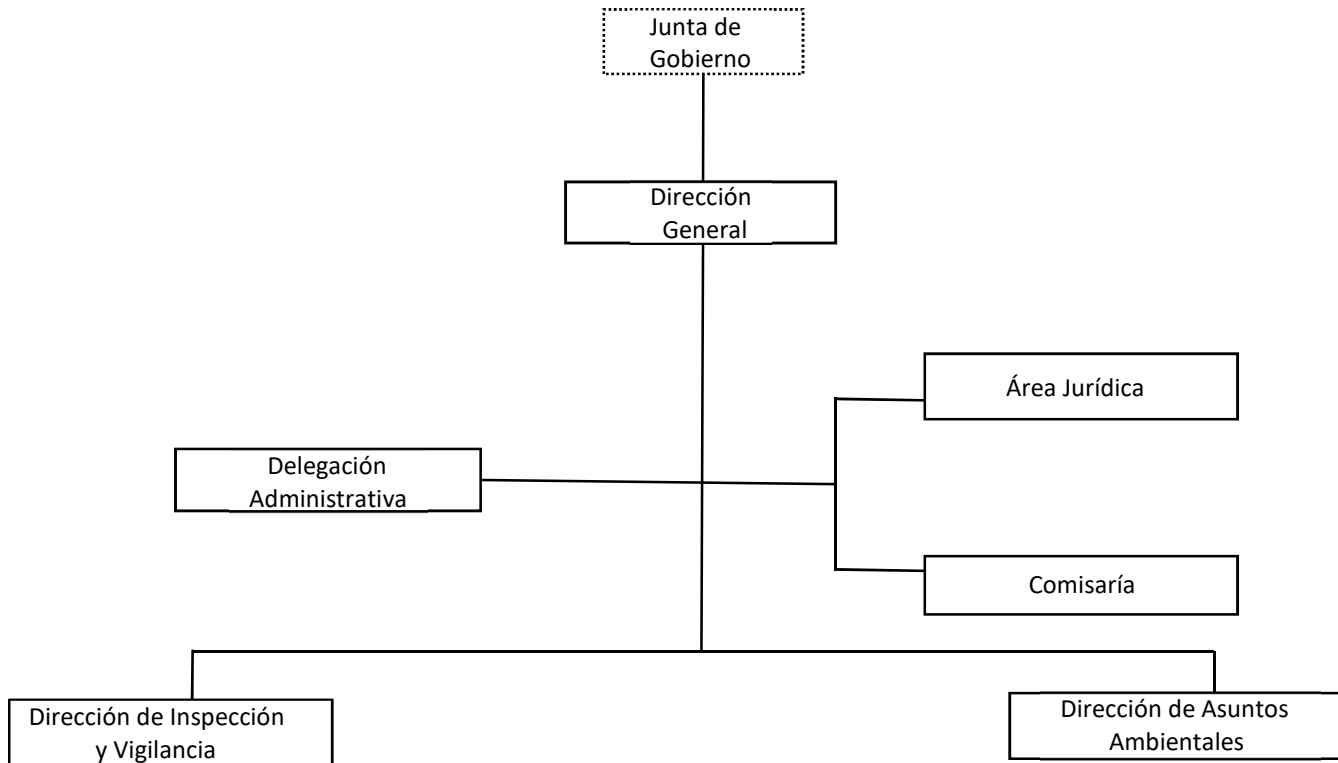 Junta de
Gobierno
Dirección
General
Área Jurídica
Delegación
Administrativa
Comisaría
Dirección de Inspección
y Vigilancia
Dirección de Asuntos
Ambientales